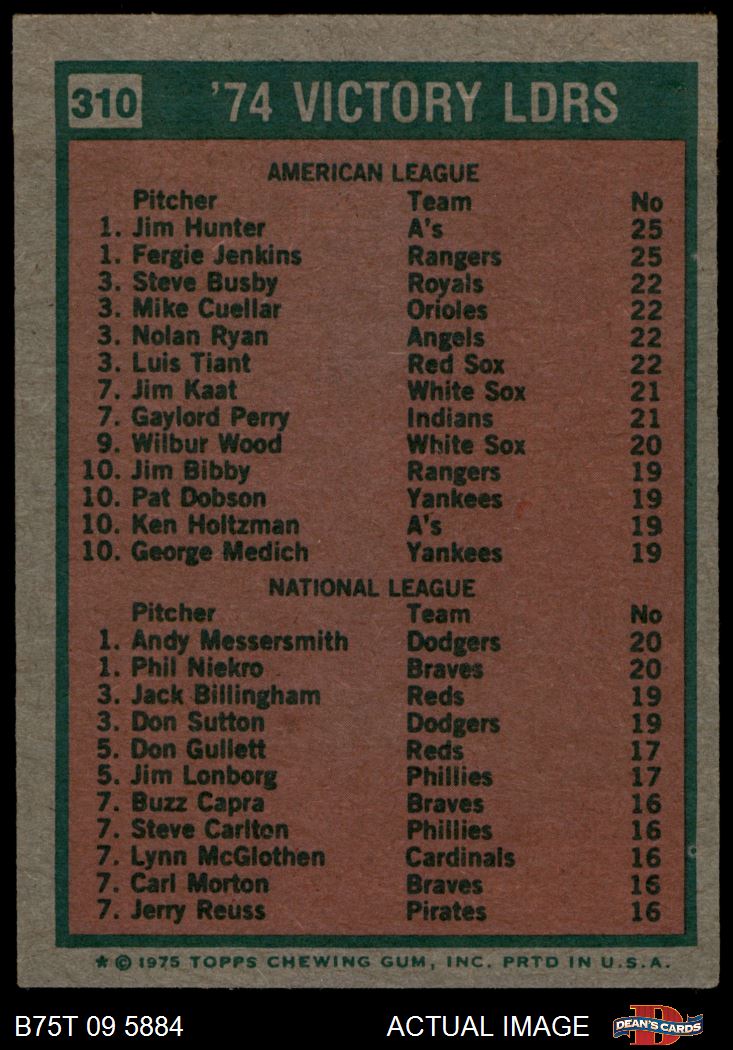 310 '74 VICTORY LDRS
AMERICAN LEAGUE
Pitcher Team No
1. Jim Hunter A's 25
1. Fergie Jenkins Rangers 25
3. Steve Busby Royals 22
3. Mike Cuellar Orioles 22
3. Nolan Ryan Angels 22
3. Luis Tiant Red Sox 22
7. Jim Kaat White Sox 21
7. Gaylord Perry Indians 21
9. Wilbur Wood White Sox 20
10. Jim Bibby Rangers 19
10. Pat Dobson Yankees 19
10. Ken Holtzman A's 19
10. George Medich Yankees 19
NATIONAL LEAGUE
Pitcher Team No
1. Andy Messersmith Dodgers 20
1. Phil Niekro Braves 20
3. Jack Billingham Reds 19
3. Don Sutton Dodgers 19
5. Don Gullett Reds 17
5. Jim Lonborg Phillies 17
7. Buzz Capra Braves 16
7. Steve Carlton Phillies 16
7. Lynn McGlothen Cardinals 16
7. Carl Morton Braves 16
7. Jerry Reuss Pirates 16
★ © 1975 TOPPS CHEWING GUM, INC. PRTD IN U.S.A.
B75T 09 5884 ACTUAL IMAGE D DEAN'S CARDS